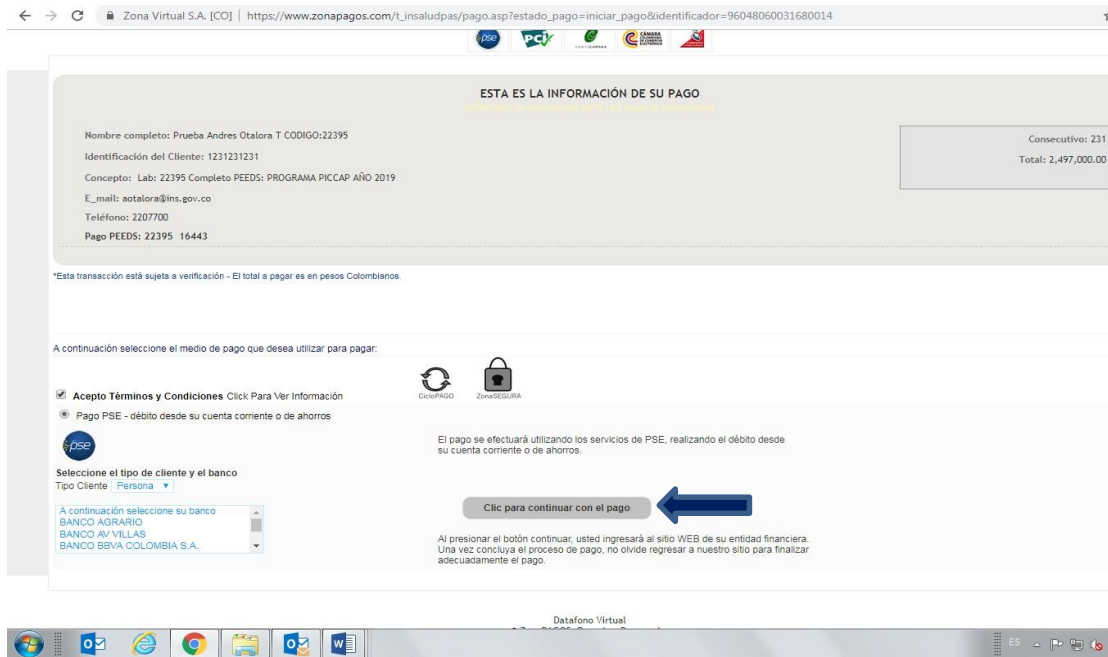 Zona Virtual S.A. [CO] | https://www.zonapagos.com/t_insaludpas/pago.asp?estado_pago=iniciar_pago&identificador=96048060031680014
pse PCI CERTICÁMARA CÁMARA COLOMBIANA DE COMERCIO ELECTRÓNICO
ESTA ES LA INFORMACIÓN DE SU PAGO
Nombre completo: Prueba Andres Otalora T CODIGO:22395
Consecutivo: 231
Identificación del Cliente: 1231231231
Total: 2,497,000.00
Concepto: Lab: 22395 Completo PEEDS: PROGRAMA PICCAP AÑO 2019
E_mail: aotalora@ins.gov.co
Teléfono: 2207700
Pago PEEDS: 22395 16443
*Esta transacción está sujeta a verificación - El total a pagar es en pesos Colombianos.
A continuación seleccione el medio de pago que desea utilizar para pagar:
CicloPAGO ZonaSEGURA
Acepto Términos y Condiciones Click Para Ver Información
Pago PSE - débito desde su cuenta corriente o de ahorros
pse
El pago se efectuará utilizando los servicios de PSE, realizando el débito desde
su cuenta corriente o de ahorros.
Seleccione el tipo de cliente y el banco
Tipo Cliente Persona
A continuación seleccione su banco
BANCO AGRARIO
BANCO AV VILLAS
BANCO BBVA COLOMBIA S.A.
Clic para continuar con el pago
Al presionar el botón continuar, usted ingresará al sitio WEB de su entidad financiera.
Una vez concluya el proceso de pago, no olvide regresar a nuestro sitio para finalizar
adecuadamente el pago.
Datafono Virtual
ES